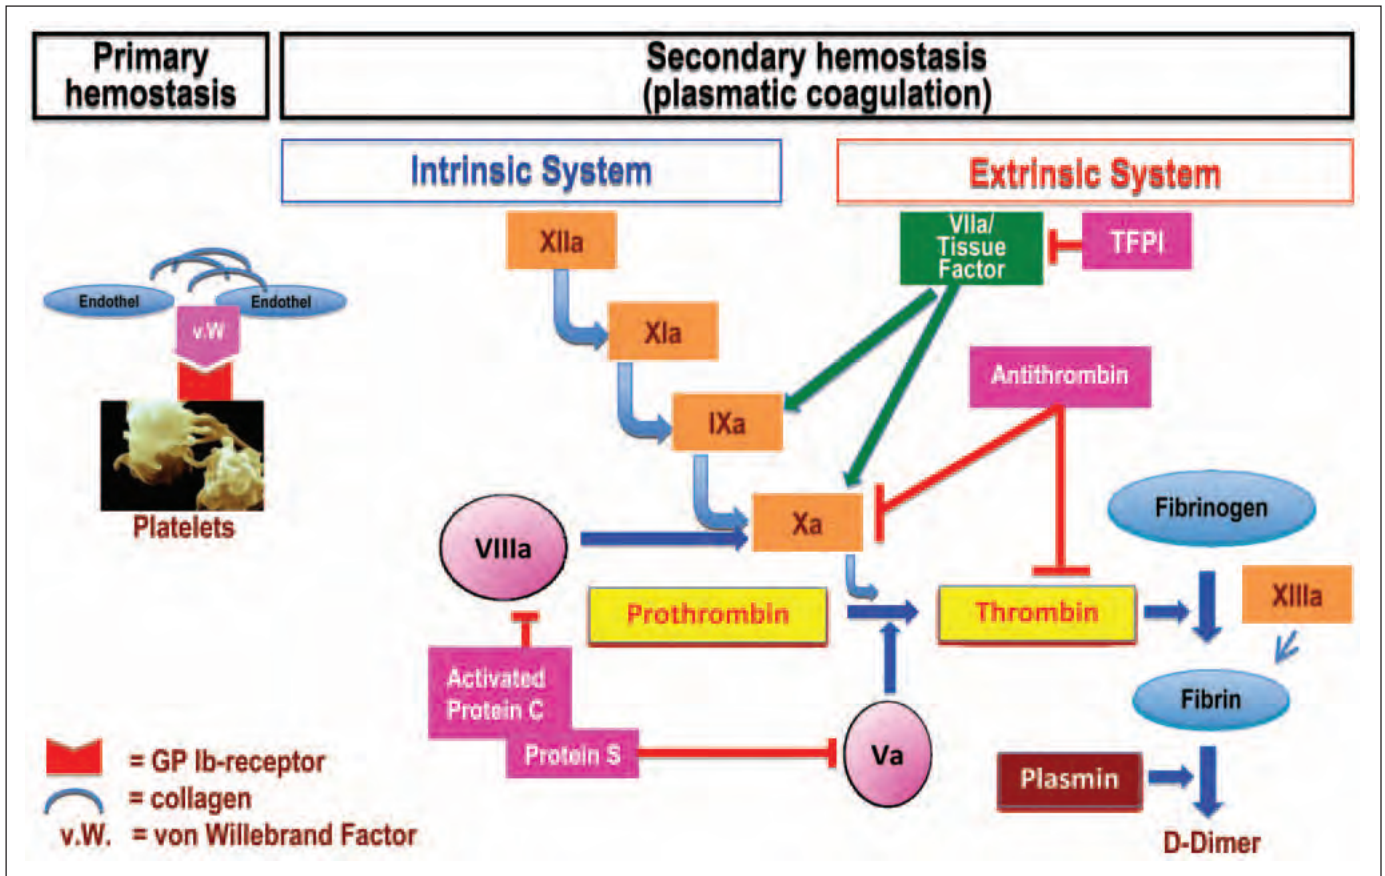 Primary
hemostasis
Secondary hemostasis
(plasmatic coagulation)
Intrinsic System
Extrinsic System
XIIa
VIIa/
Tissue
Factor
TFPI
Endothel
Endothel
v.W
XIa
Antithrombin
IXa
Platelets
Xa
Fibrinogen
VIIIa
Prothrombin
Thrombin
XIIIa
Activated
Protein C
Protein S
Va
Fibrin
Plasmin
D-Dimer
= GP Ib-receptor
= collagen
v.W. = von Willebrand Factor